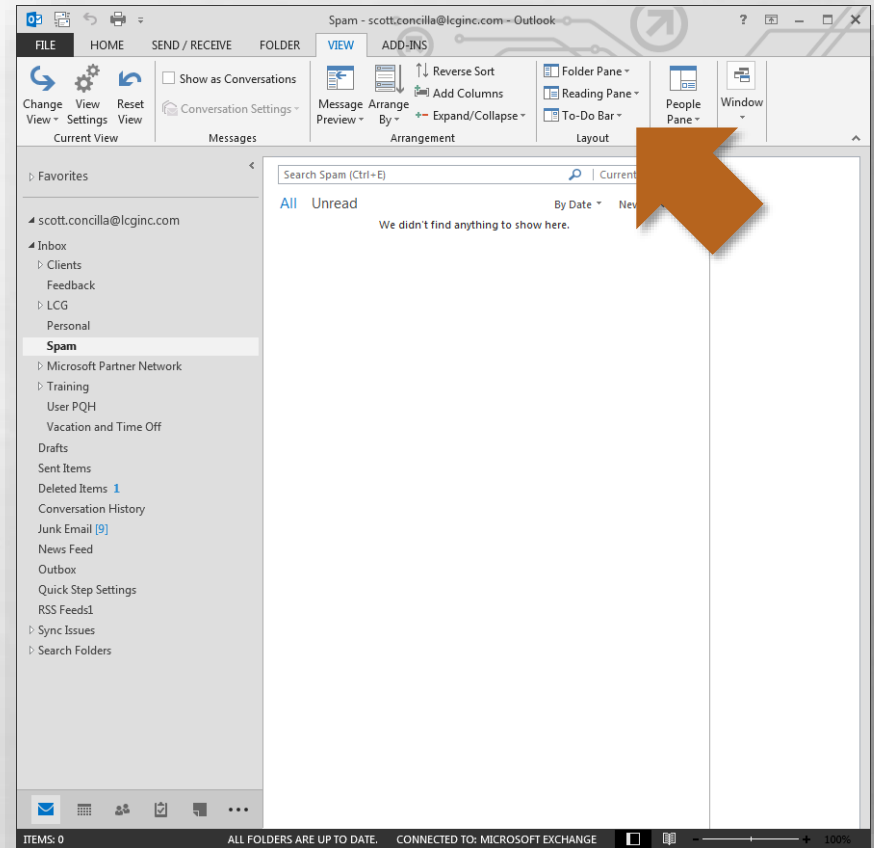 Spam - scott.concilla@lcginc.com - Outlook
?
FILE HOME SEND / RECEIVE FOLDER VIEW ADD-INS
Change View
View Settings
Reset View
Current View
Show as Conversations
Conversation Settings
Messages
Message Preview
Arrange By
Reverse Sort
Add Columns
Expand/Collapse
Arrangement
Folder Pane
Reading Pane
To-Do Bar
Layout
People Pane
Window
Favorites
scott.concilla@lcginc.com
Inbox
Clients
Feedback
LCG
Personal
Spam
Microsoft Partner Network
Training
User PQH
Vacation and Time Off
Drafts
Sent Items
Deleted Items 1
Conversation History
Junk Email [9]
News Feed
Outbox
Quick Step Settings
RSS Feeds1
Sync Issues
Search Folders
Search Spam (Ctrl+E) Current
All Unread By Date
We didn't find anything to show here.
ITEMS: 0 ALL FOLDERS ARE UP TO DATE. CONNECTED TO: MICROSOFT EXCHANGE 100%